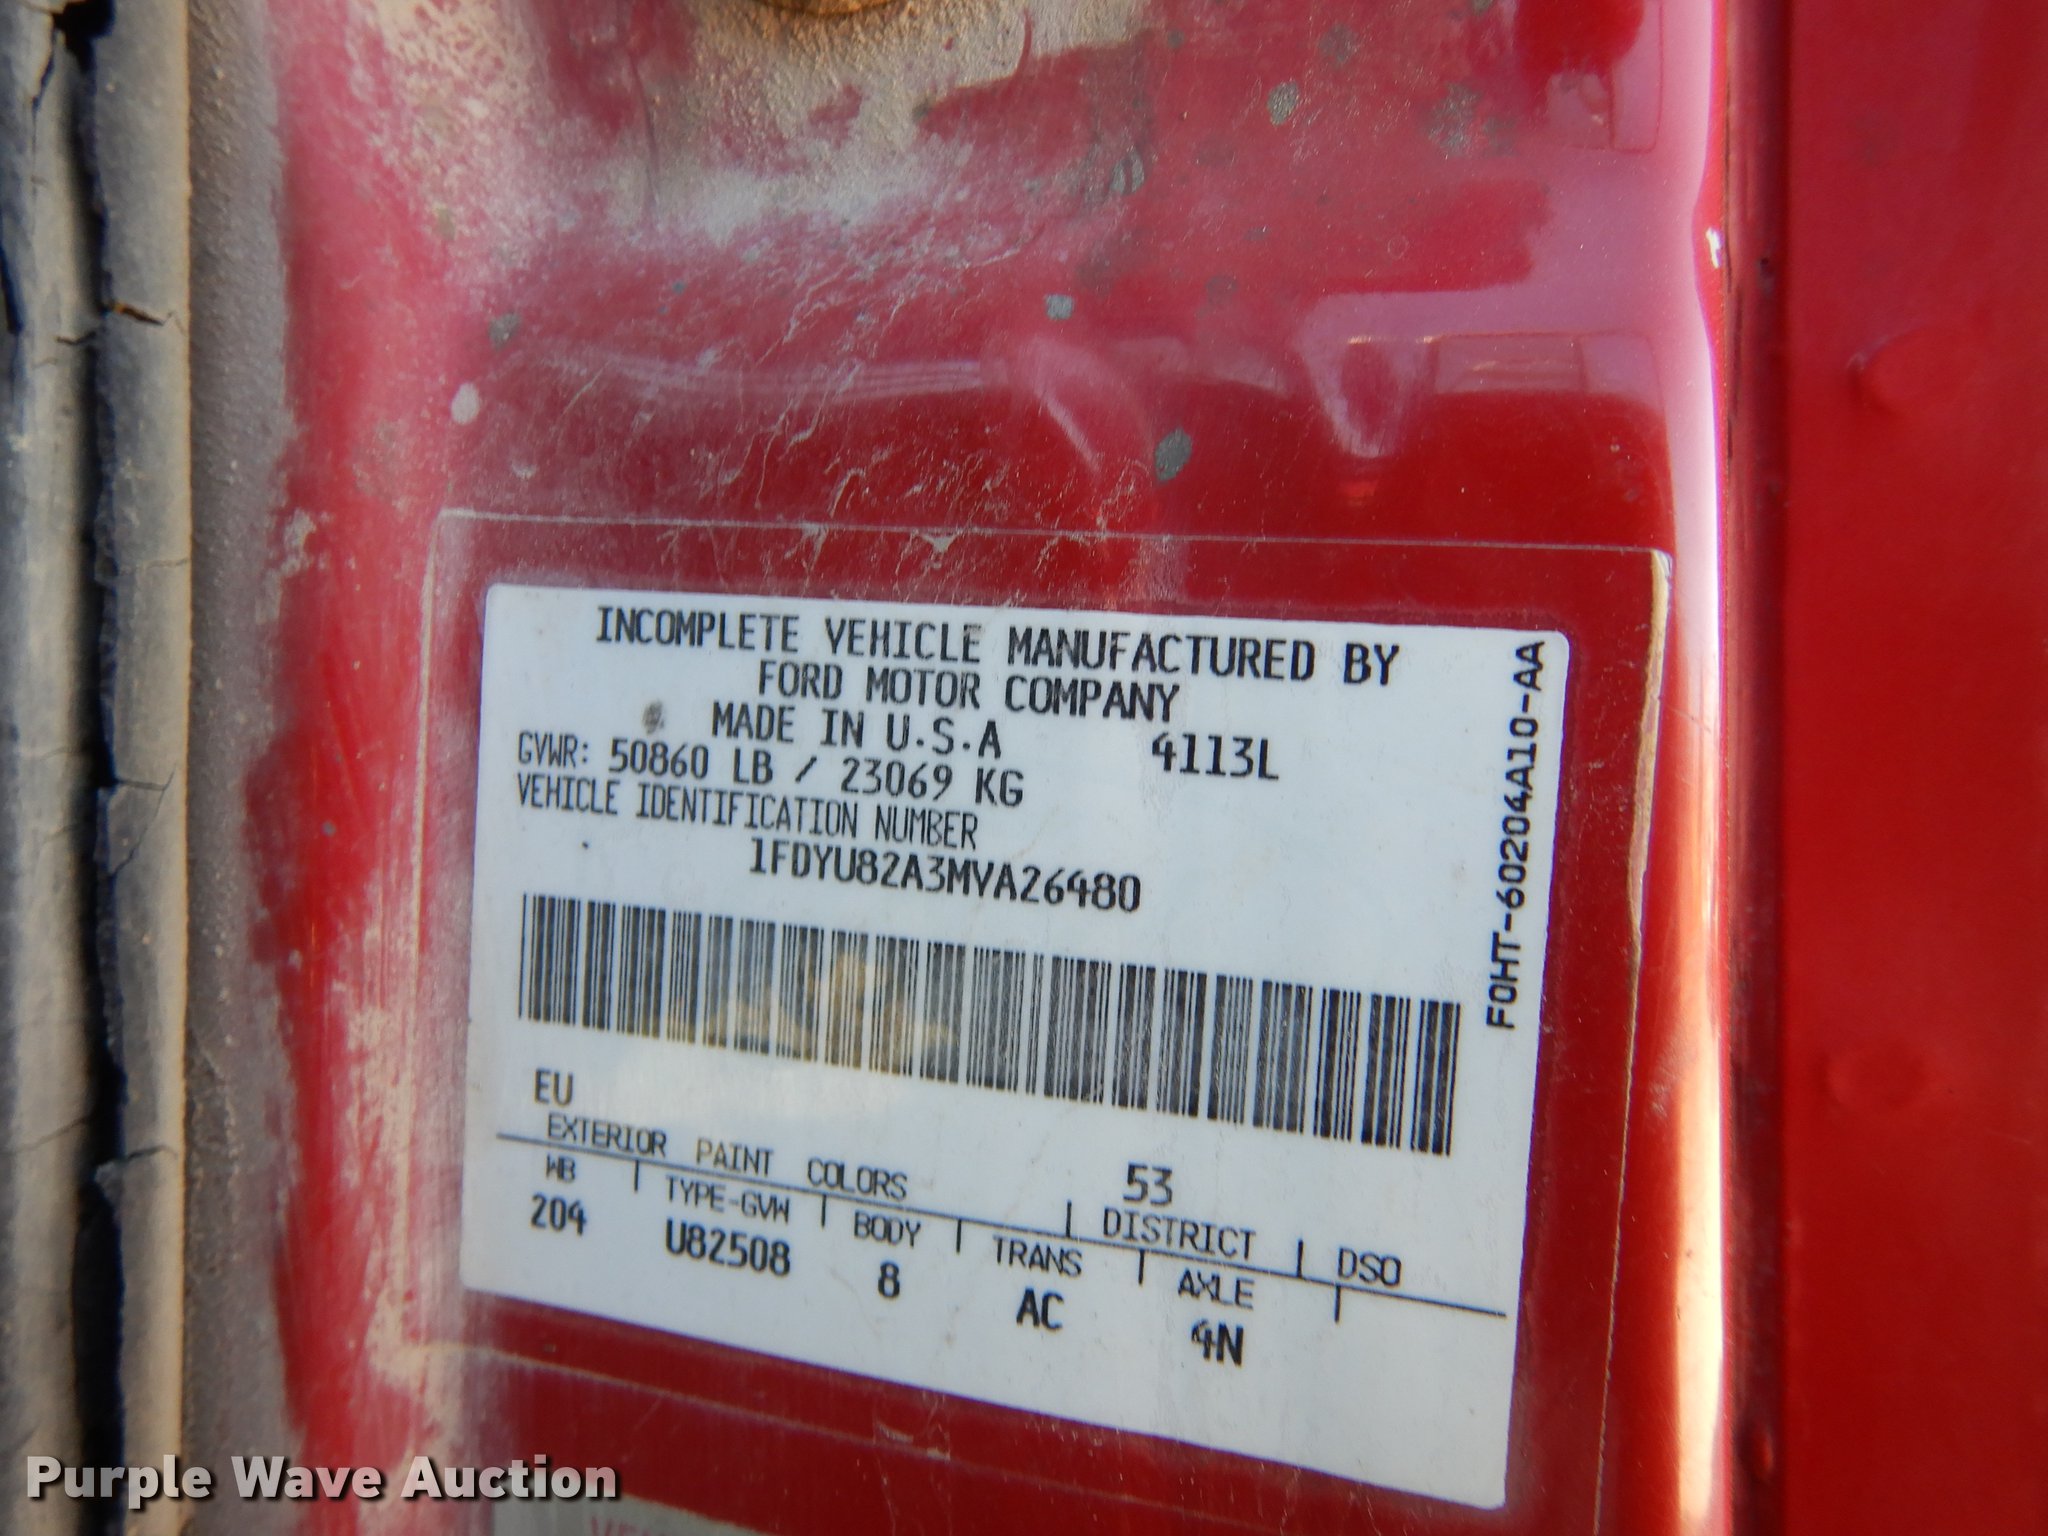 INCOMPLETE VEHICLE MANUFACTURED BY
FORD MOTOR COMPANY
MADE IN U.S.A 4113L
GVWR: 50860 LB / 23069 KG
VEHICLE IDENTIFICATION NUMBER
1FDYU82A3MVA26480
F0HT-60204A10-AA
EU 53
EXTERIOR PAINT COLORS DISTRICT DSO
WB TYPE-GVW BODY TRANS AXLE
204 U82508 8 AC 4N
Purple Wave Auction